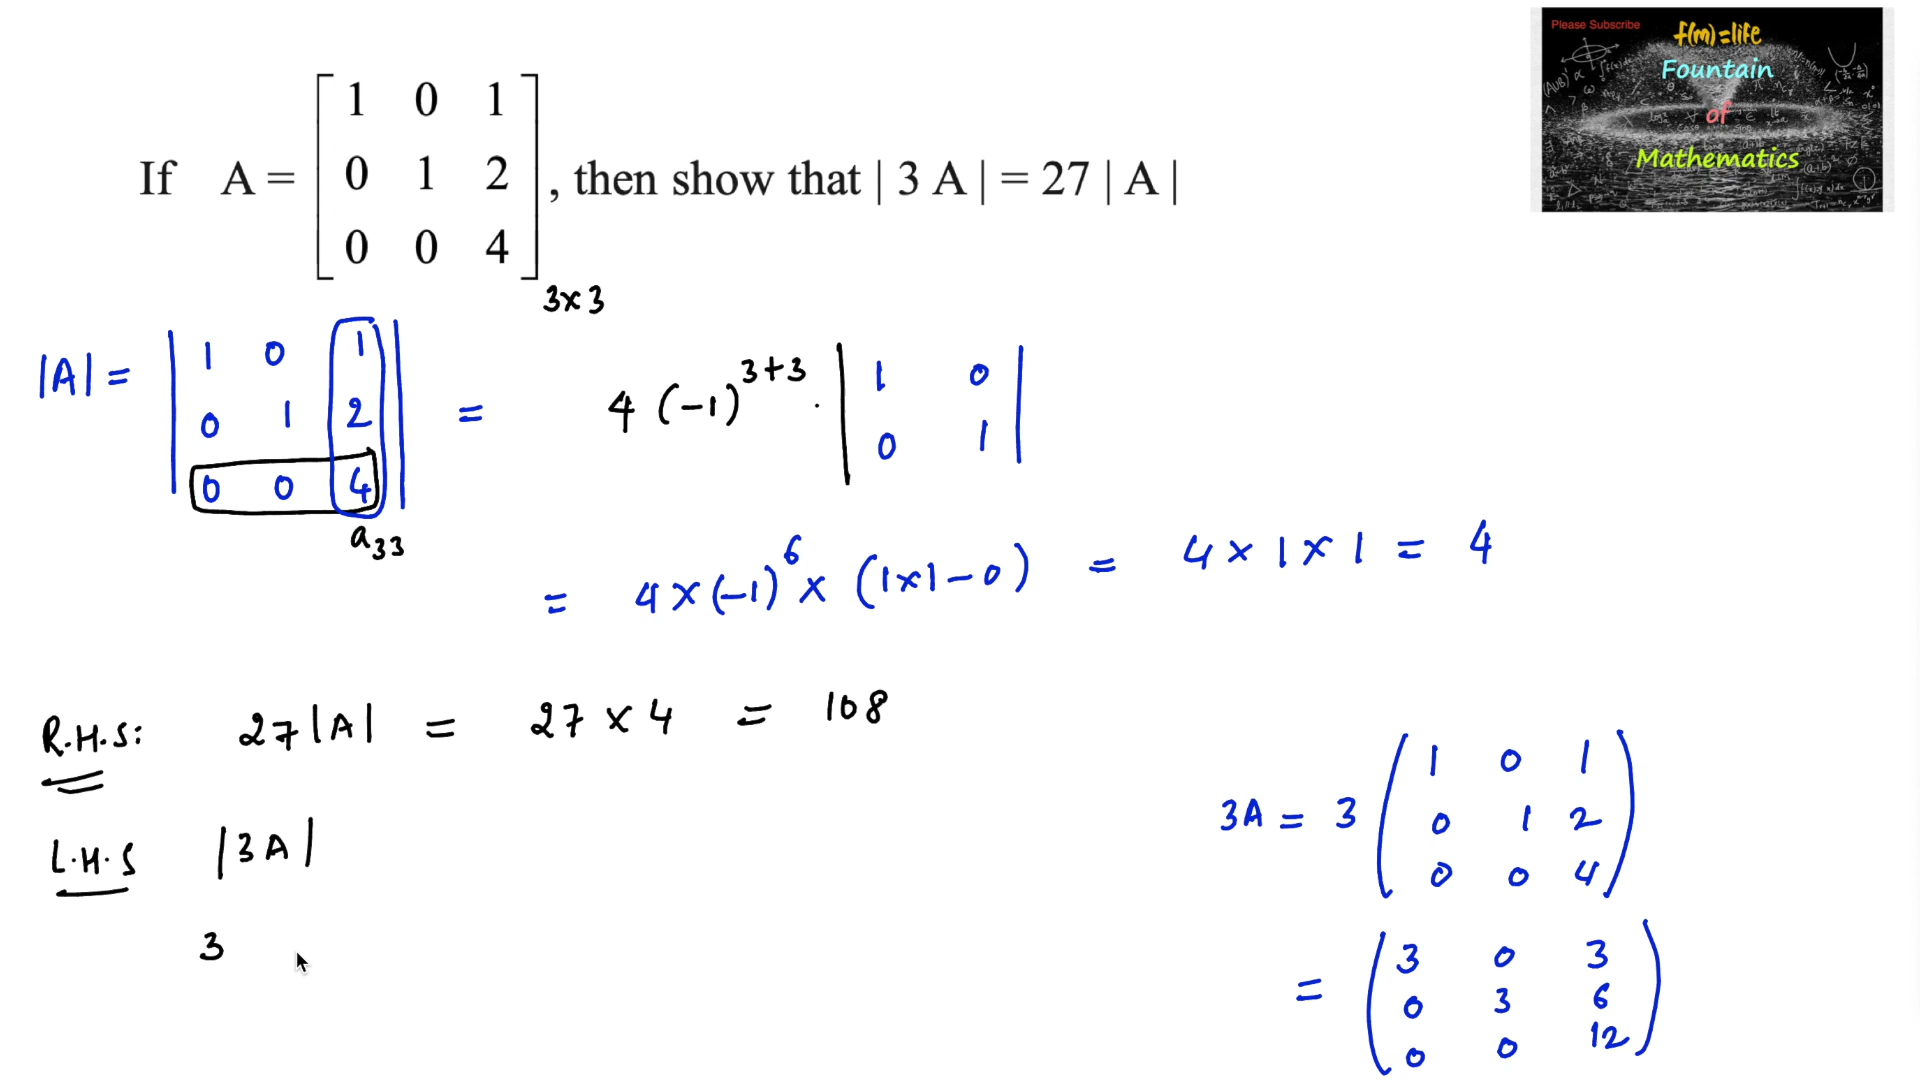 Please Subscribe
f(m)=life
Fountain
of
Mathematics
If A = [ 1 0 1
0 1 2
0 0 4 ] , then show that | 3 A | = 27 | A |
3x3
|A| = | 1 0 1
0 1 2
0 0 4 | = 4 (-1)^3+3 . | 1 0
0 1 |
a33
= 4 x (-1)^6 x (1x1-0) = 4 x 1 x 1 = 4
R.H.S: 27|A| = 27 x 4 = 108
L.H.S |3A|
3
3A = 3 ( 1 0 1
0 1 2
0 0 4 )
= ( 3 0 3
0 3 6
0 0 12 )